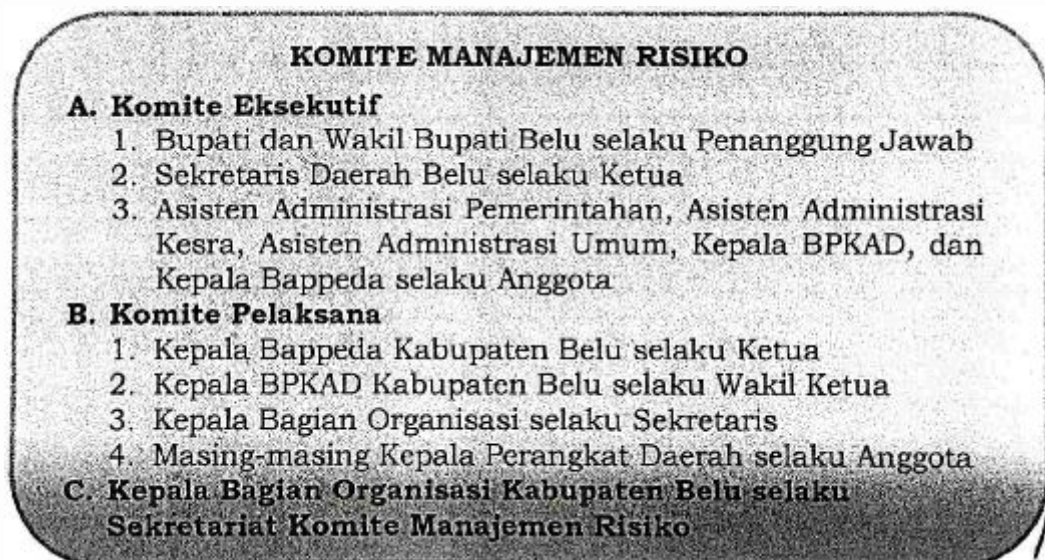 KOMITE MANAJEMEN RISIKO
A. Komite Eksekutif
1. Bupati dan Wakil Bupati Belu selaku Penanggung Jawab
2. Sekretaris Daerah Belu selaku Ketua
3. Asisten Administrasi Pemerintahan, Asisten Administrasi
Kesra, Asisten Administrasi Umum, Kepala BPKAD, dan
Kepala Bappeda selaku Anggota
B. Komite Pelaksana
1. Kepala Bappeda Kabupaten Belu selaku Ketua
2. Kepala BPKAD Kabupaten Belu selaku Wakil Ketua
3. Kepala Bagian Organisasi selaku Sekretaris
4. Masing-masing Kepala Perangkat Daerah selaku Anggota
C. Kepala Bagian Organisasi Kabupaten Belu selaku
Sekretariat Komite Manajemen Risiko